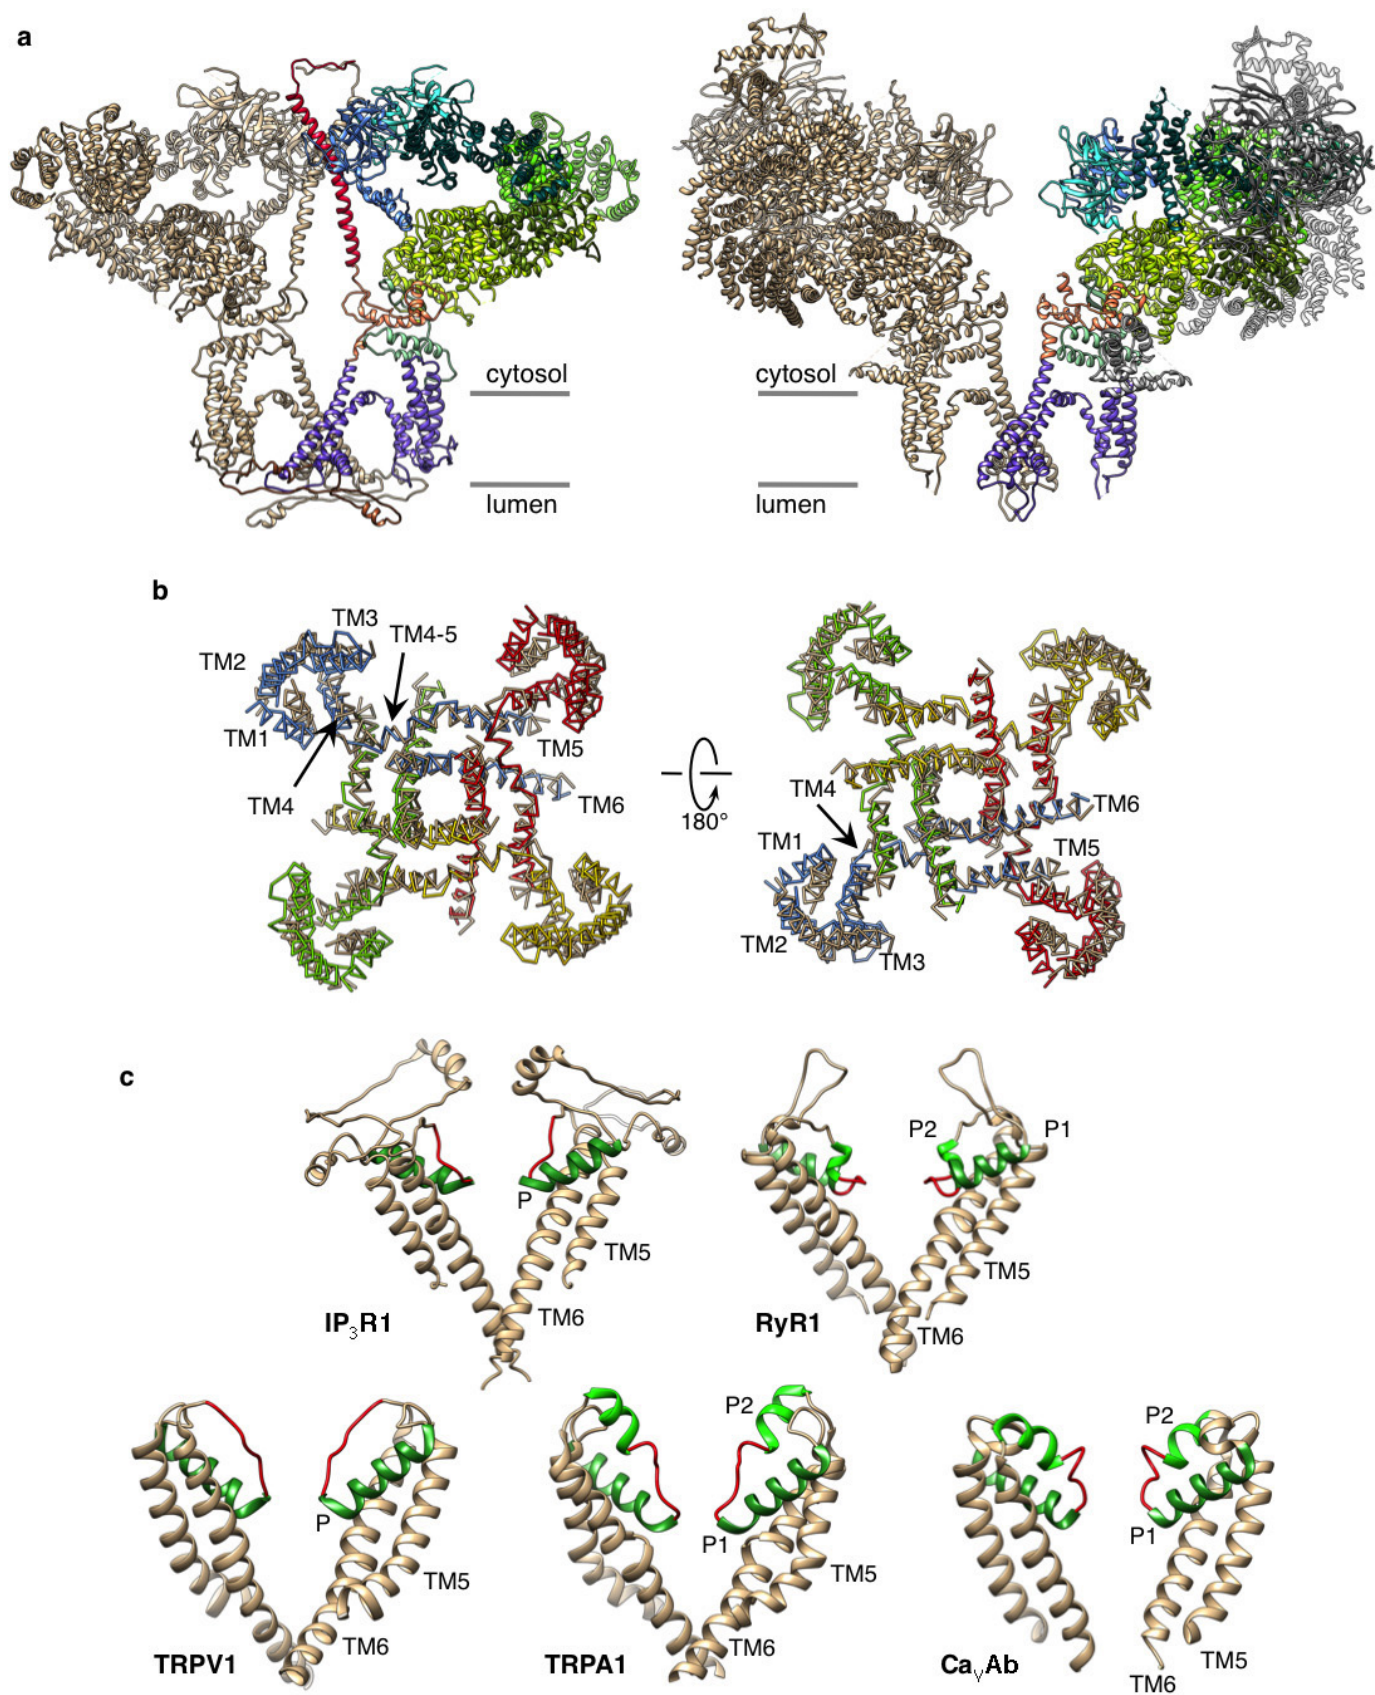 a
cytosol
lumen
cytosol
lumen
b
TM3
TM4-5
TM2
TM1
TM5
TM4
TM6
180°
TM4
TM6
TM1
TM5
TM2
TM3
c
P
TM5
TM6
IP₃R1
P2
P1
TM5
TM6
RyR1
P
TM5
TM6
TRPV1
P2
P1
TM5
TM6
TRPA1
P2
P1
TM5
TM6
CaᵥAb